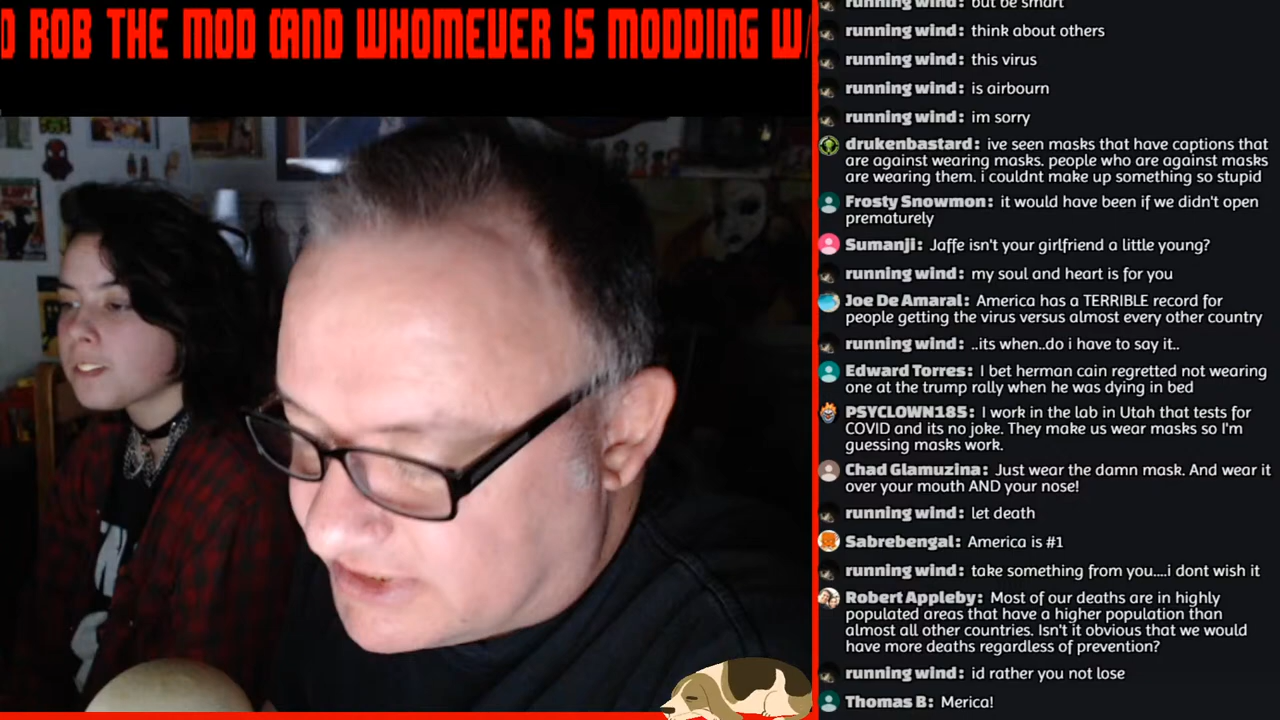 D ROB THE MOD (AND WHOMEVER IS MODDING W/
running wind: but be smart
running wind: think about others
running wind: this virus
running wind: is airbourn
running wind: im sorry
drukenbastard: ive seen masks that have captions that
are against wearing masks. people who are against masks
are wearing them. i couldnt make up something so stupid
Frosty Snowmon: it would have been if we didn't open
prematurely
Sumanji: Jaffe isn't your girlfriend a little young?
running wind: my soul and heart is for you
Joe De Amaral: America has a TERRIBLE record for
people getting the virus versus almost every other country
running wind: ..its when..do i have to say it..
Edward Torres: I bet herman cain regretted not wearing
one at the trump rally when he was dying in bed
PSYCLOWN185: I work in the lab in Utah that tests for
COVID and its no joke. They make us wear masks so I'm
guessing masks work.
Chad Glamuzina: Just wear the damn mask. And wear it
over your mouth AND your nose!
running wind: let death
Sabrebengal: America is #1
running wind: take something from you....i dont wish it
Robert Appleby: Most of our deaths are in highly
populated areas that have a higher population than
almost all other countries. Isn't it obvious that we would
have more deaths regardless of prevention?
running wind: id rather you not lose
Thomas B: Merica!